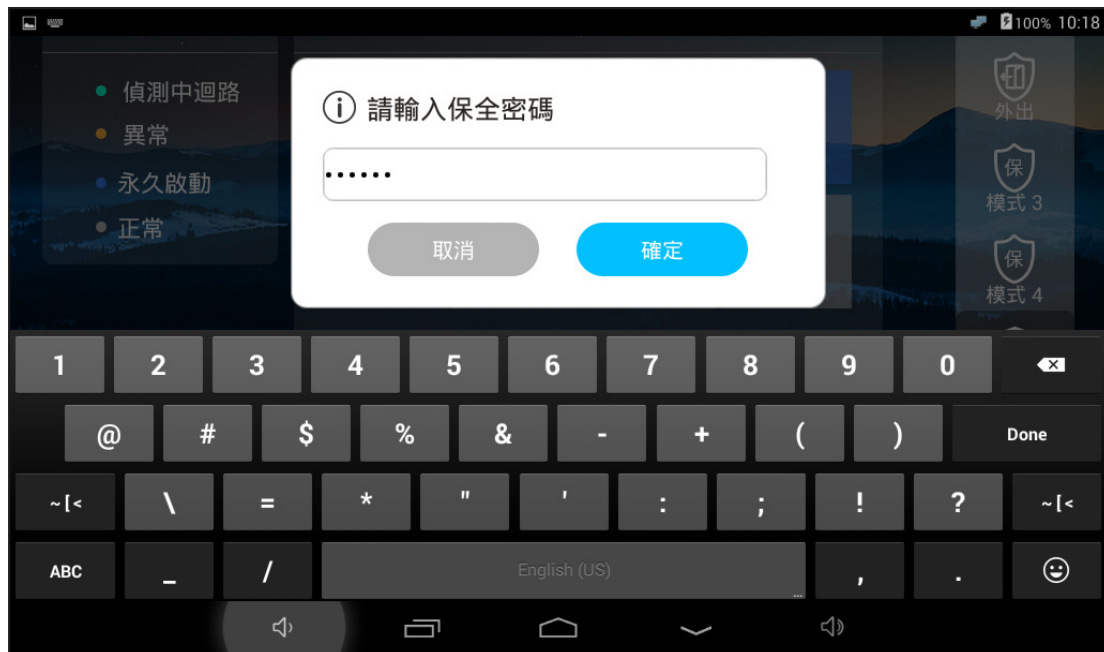 100% 10:18
偵測中迴路
異常
永久啟動
正常
請輸入保全密碼
••••••
取消
確定
外出
保
模式 3
保
模式 4
1 2 3 4 5 6 7 8 9 0
@ # $ % & - + ( ) Done
~[< \ = * " ' : ; ! ? ~[<
ABC _ / English (US) , .